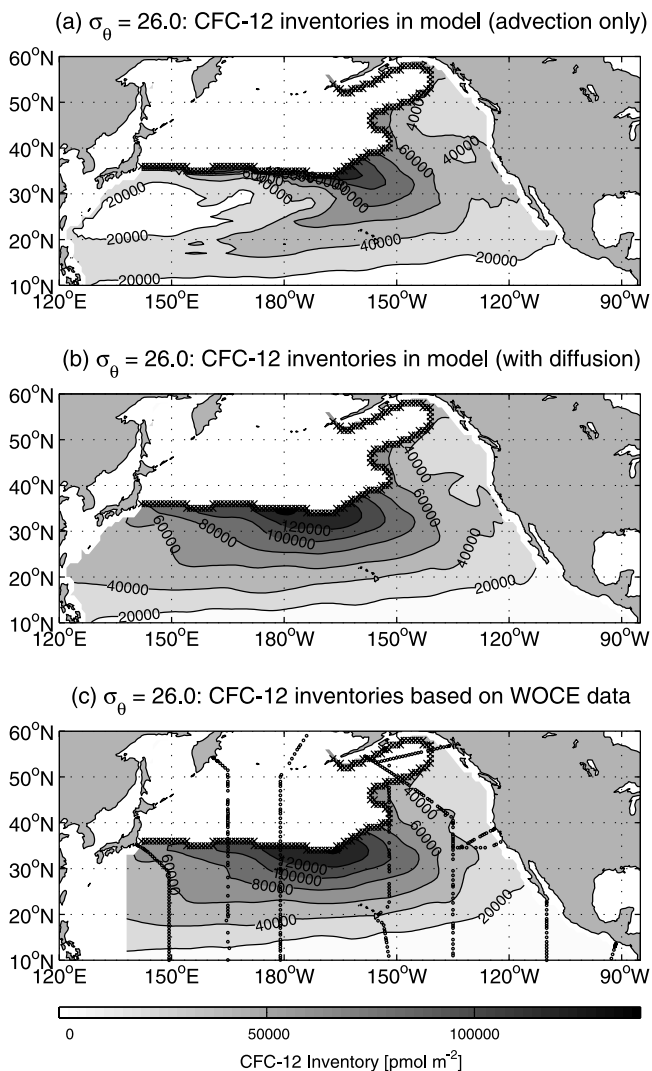 (a) σθ = 26.0: CFC-12 inventories in model (advection only)
60°N
50°N
40°N
30°N
20°N
10°N
40000
60000
40000
60000
40000
80000
20000
20000
20000
40000
20000
20000
120°E 150°E 180°W 150°W 120°W 90°W
(b) σθ = 26.0: CFC-12 inventories in model (with diffusion)
60°N
50°N
40°N
30°N
20°N
10°N
40000
60000
120000
100000
80000
60000
40000
40000
20000
20000
120°E 150°E 180°W 150°W 120°W 90°W
(c) σθ = 26.0: CFC-12 inventories based on WOCE data
60°N
50°N
40°N
30°N
20°N
10°N
40000
60000
60000
120000
100000
80000
40000
20000
120°E 150°E 180°W 150°W 120°W 90°W
0 50000 100000
CFC-12 Inventory [pmol m⁻²]